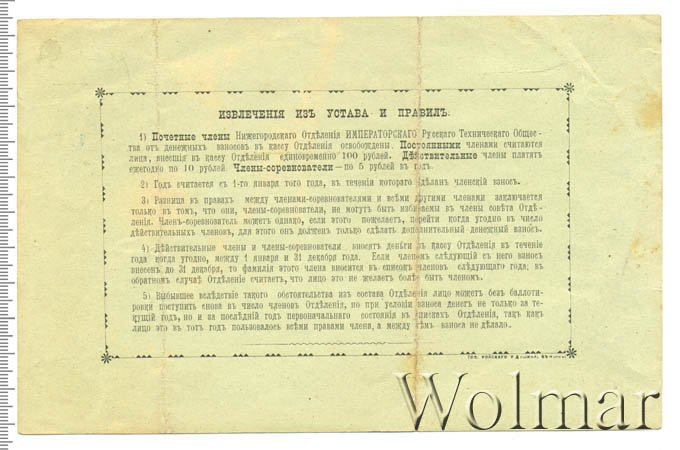 ИЗВЛЕЧЕНІЯ ИЗЪ УСТАВА И ПРАВИЛЪ.
1) Почетные члены Нижегородскаго Отдѣленія ИМПЕРАТОРСКАГО Русскаго Техническаго Общес-
тва отъ денежныхъ взносовъ въ кассу Отдѣленія освобождены. Постоянными членами считаются
лица, внесшія въ кассу Отдѣленія единовременно 100 рублей. Дѣйствительные члены платятъ
ежегодно по 10 рублей. Члены-соревнователи — по 5 рублей въ годъ.
2) Годъ считается съ 1-го января того года, въ теченіи котораго сдѣланъ членскій взносъ.
3) Разница въ правахъ между членами-соревнователями и всѣми другими членами заключается
только въ томъ, что они, члены-соревнователи, не могутъ быть избираемы въ члены совѣта Отдѣ-
ленія. Членъ-соревнователь можетъ однако, если этого пожелаетъ, перейти когда угодно въ число
дѣйствительныхъ членовъ, для этого онъ долженъ только сдѣлать дополнительный денежный взносъ.
4) Дѣйствительные члены и члены-соревнователи вносятъ деньги въ кассу Отдѣленія въ теченіе
года когда угодно, между 1 января и 31 декабря года. Если членомъ слѣдующій съ него взносъ
внесенъ до 31 декабря, то фамилія этого члена вносится въ списокъ членовъ слѣдующаго года; въ
обратномъ случаѣ Отдѣленіе считаетъ, что лицо это не желаетъ болѣе быть членомъ.
5) Выбывшее вслѣдствіе такого обстоятельства изъ состава Отдѣленія лицо можетъ безъ баллоти-
ровки поступить снова въ число членовъ Отдѣленія, но при условіи взноса денегъ не только за те-
кущій годъ, но и за послѣдній годъ первоначальнаго состоянія въ спискахъ Отдѣленія, такъ какъ
лицо это въ тотъ годъ пользовалось всѣми правами члена, а между тѣмъ взноса не дѣлало.
Тип.
Wolmar